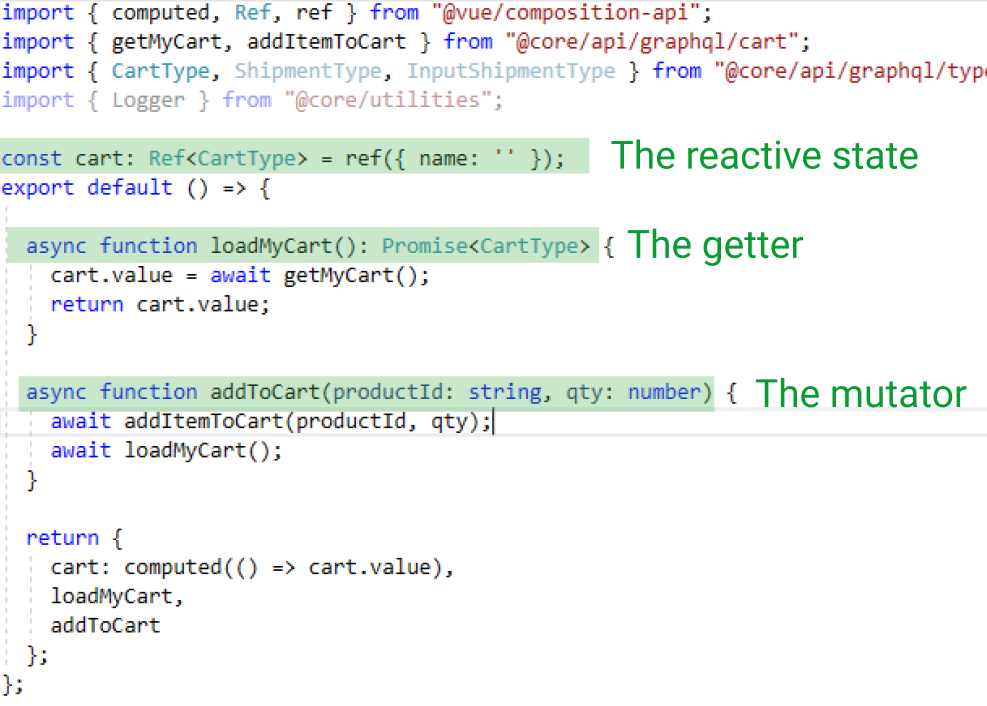 import { computed, Ref, ref } from "@vue/composition-api";
import { getMyCart, addItemToCart } from "@core/api/graphql/cart";
import { CartType, ShipmentType, InputShipmentType } from "@core/api/graphql/type
import { Logger } from "@core/utilities";
const cart: Ref<CartType> = ref({ name: '' }); The reactive state
export default () => {
async function loadMyCart(): Promise<CartType> { The getter
cart.value = await getMyCart();
return cart.value;
}
async function addToCart(productId: string, qty: number) { The mutator
await addItemToCart(productId, qty);
await loadMyCart();
}
return {
cart: computed(() => cart.value),
loadMyCart,
addToCart
};
};